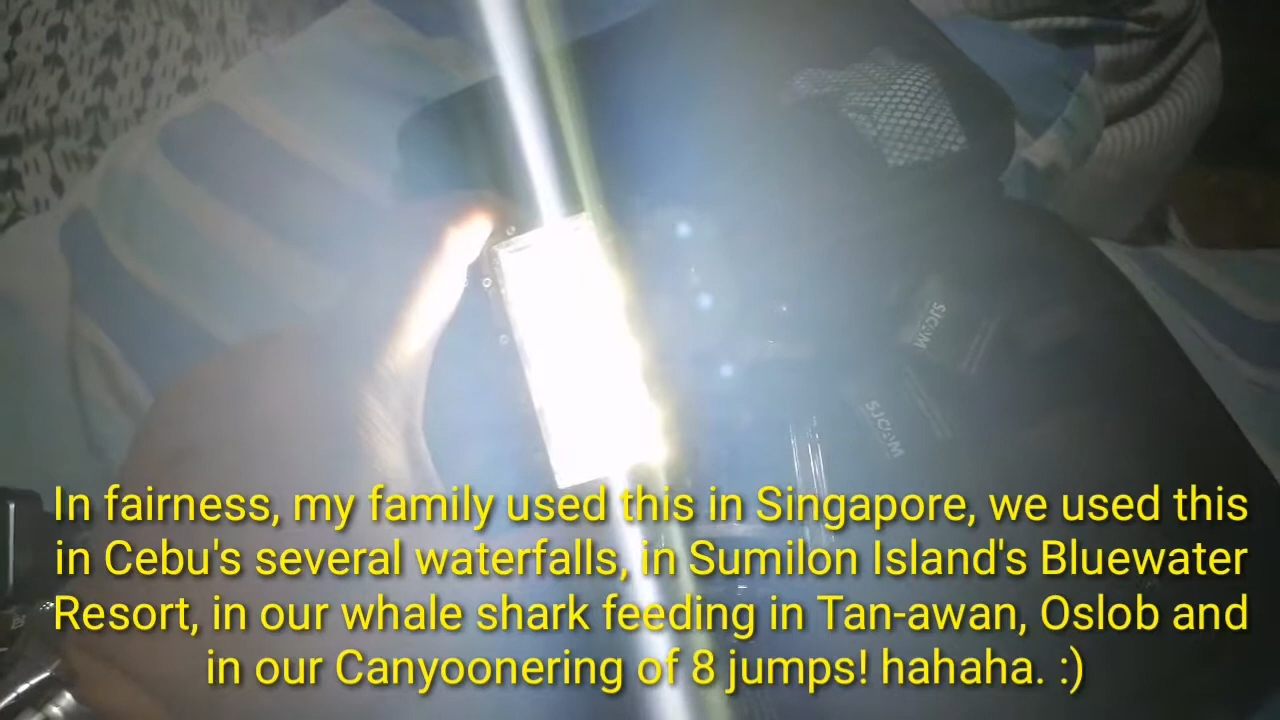 SJCAM
SJCAM
In fairness, my family used this in Singapore, we used this
in Cebu's several waterfalls, in Sumilon Island's Bluewater
Resort, in our whale shark feeding in Tan-awan, Oslob and
in our Canyoonering of 8 jumps! hahaha. :)